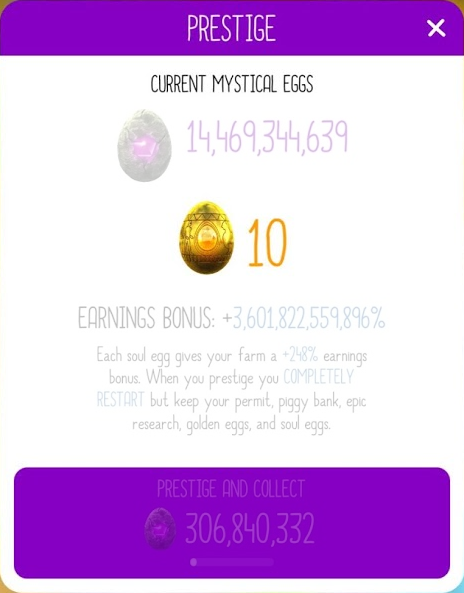 PRESTIGE
CURRENT MYSTICAL EGGS
14,469,344,639
10
EARNINGS BONUS: +3,601,822,559,896%
Each soul egg gives your farm a +248% earnings
bonus. When you prestige you COMPLETELY
RESTART but keep your permit, piggy bank, epic
research, golden eggs, and soul eggs.
PRESTIGE AND COLLECT
306,840,332